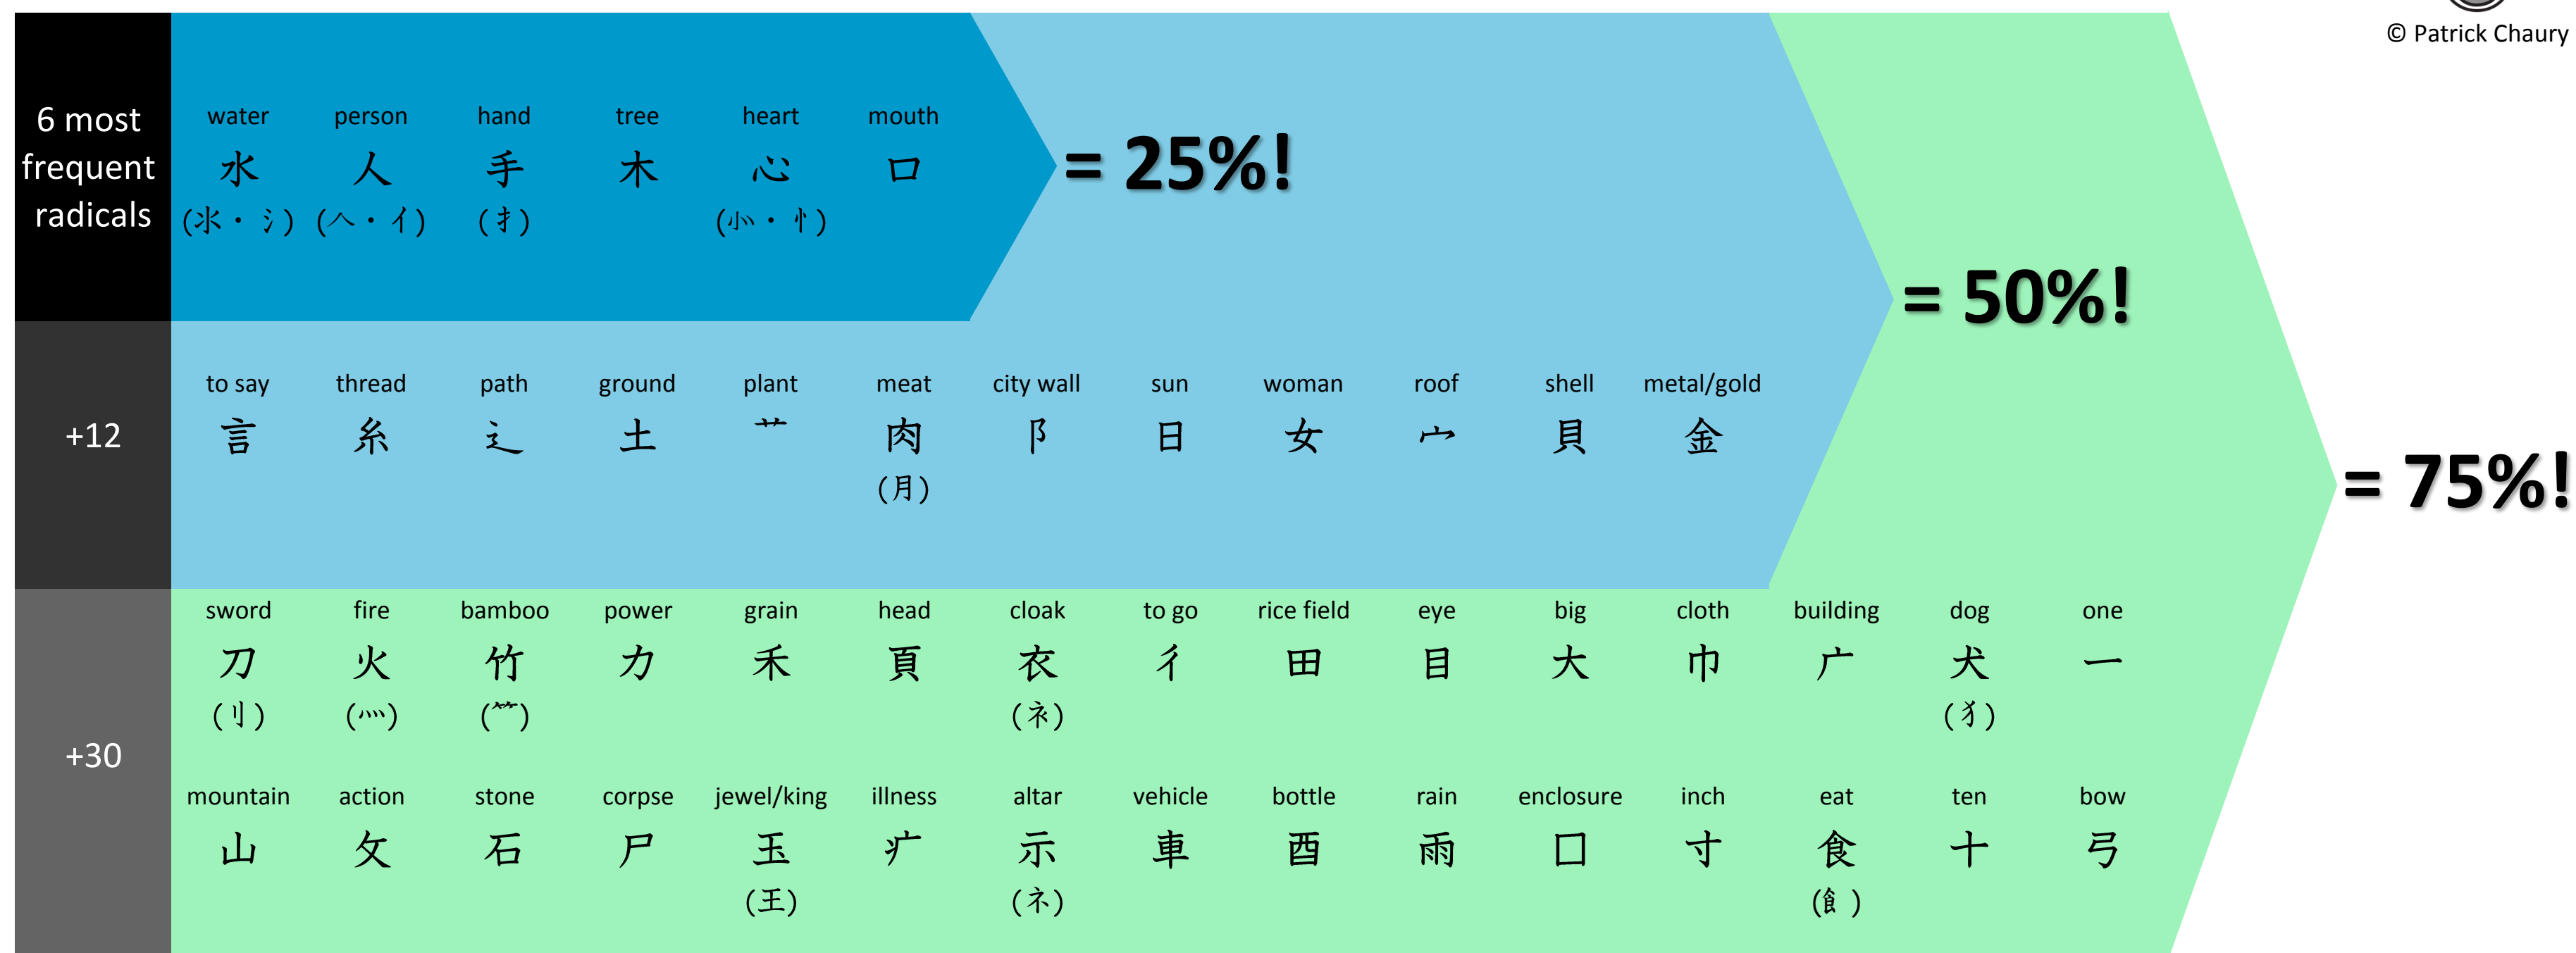 © Patrick Chaury
6 most
frequent
radicals
water person hand tree heart mouth
水 人 手 木 心 口
(氺・氵) (𠆢・亻) (扌) (⺗・忄)
= 25%!
= 50%!
+12
to say thread path ground plant meat city wall sun woman roof shell metal/gold
言 糸 辶 土 艹 肉 阝 日 女 宀 貝 金
(月)
= 75%!
+30
sword fire bamboo power grain head cloak to go rice field eye big cloth building dog one
刀 火 竹 力 禾 頁 衣 彳 田 目 大 巾 广 犬 一
(刂) (灬) (⺮) (衤) (犭)
mountain action stone corpse jewel/king illness altar vehicle bottle rain enclosure inch eat ten bow
山 攵 石 尸 玉 疒 示 車 酉 雨 囗 寸 食 十 弓
(王) (礻) (飠)